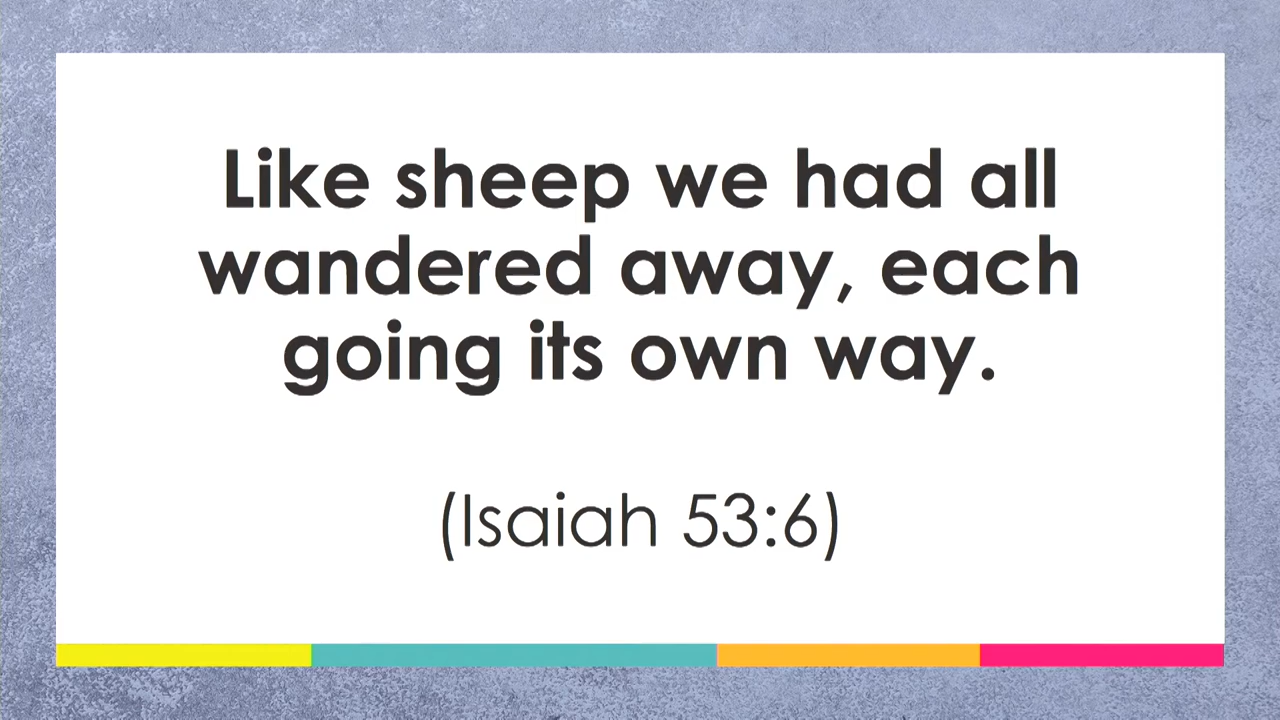 Like sheep we had all
wandered away, each
going its own way.
(Isaiah 53:6)